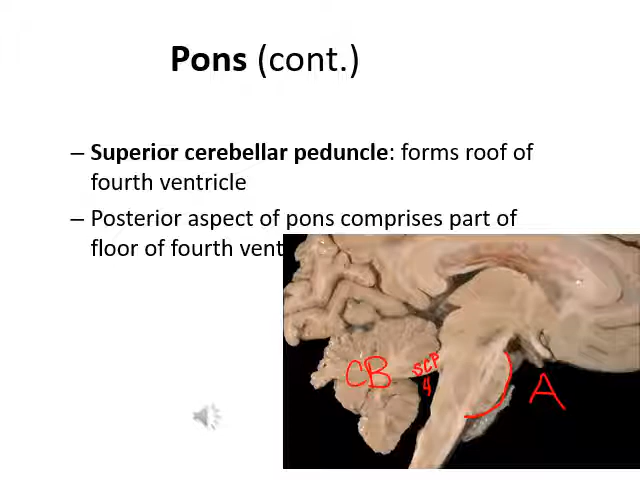 Pons (cont.)
– Superior cerebellar peduncle: forms roof of
fourth ventricle
– Posterior aspect of pons comprises part of
floor of fourth vent
CB
SCP
4
A